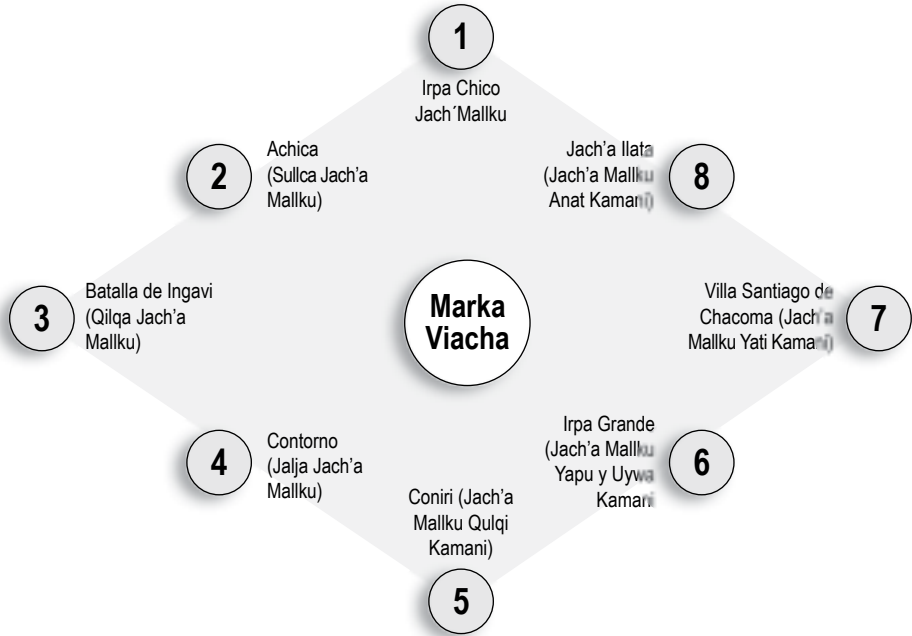 1
Irpa Chico
Jach´Mallku
2
Achica
(Sullca Jach’a
Mallku)
3
Batalla de Ingavi
(Qilqa Jach’a
Mallku)
4
Contorno
(Jalja Jach’a
Mallku)
5
Coniri (Jach’a
Mallku Qulqi
Kamani)
6
Irpa Grande
(Jach’a Mallku
Yapu y Uywa
Kamani
7
Villa Santiago de
Chacoma (Jach’a
Mallku Yati Kamani)
8
Jach’a Ilata
(Jach’a Mallku
Anat Kamani)
Marka
Viacha